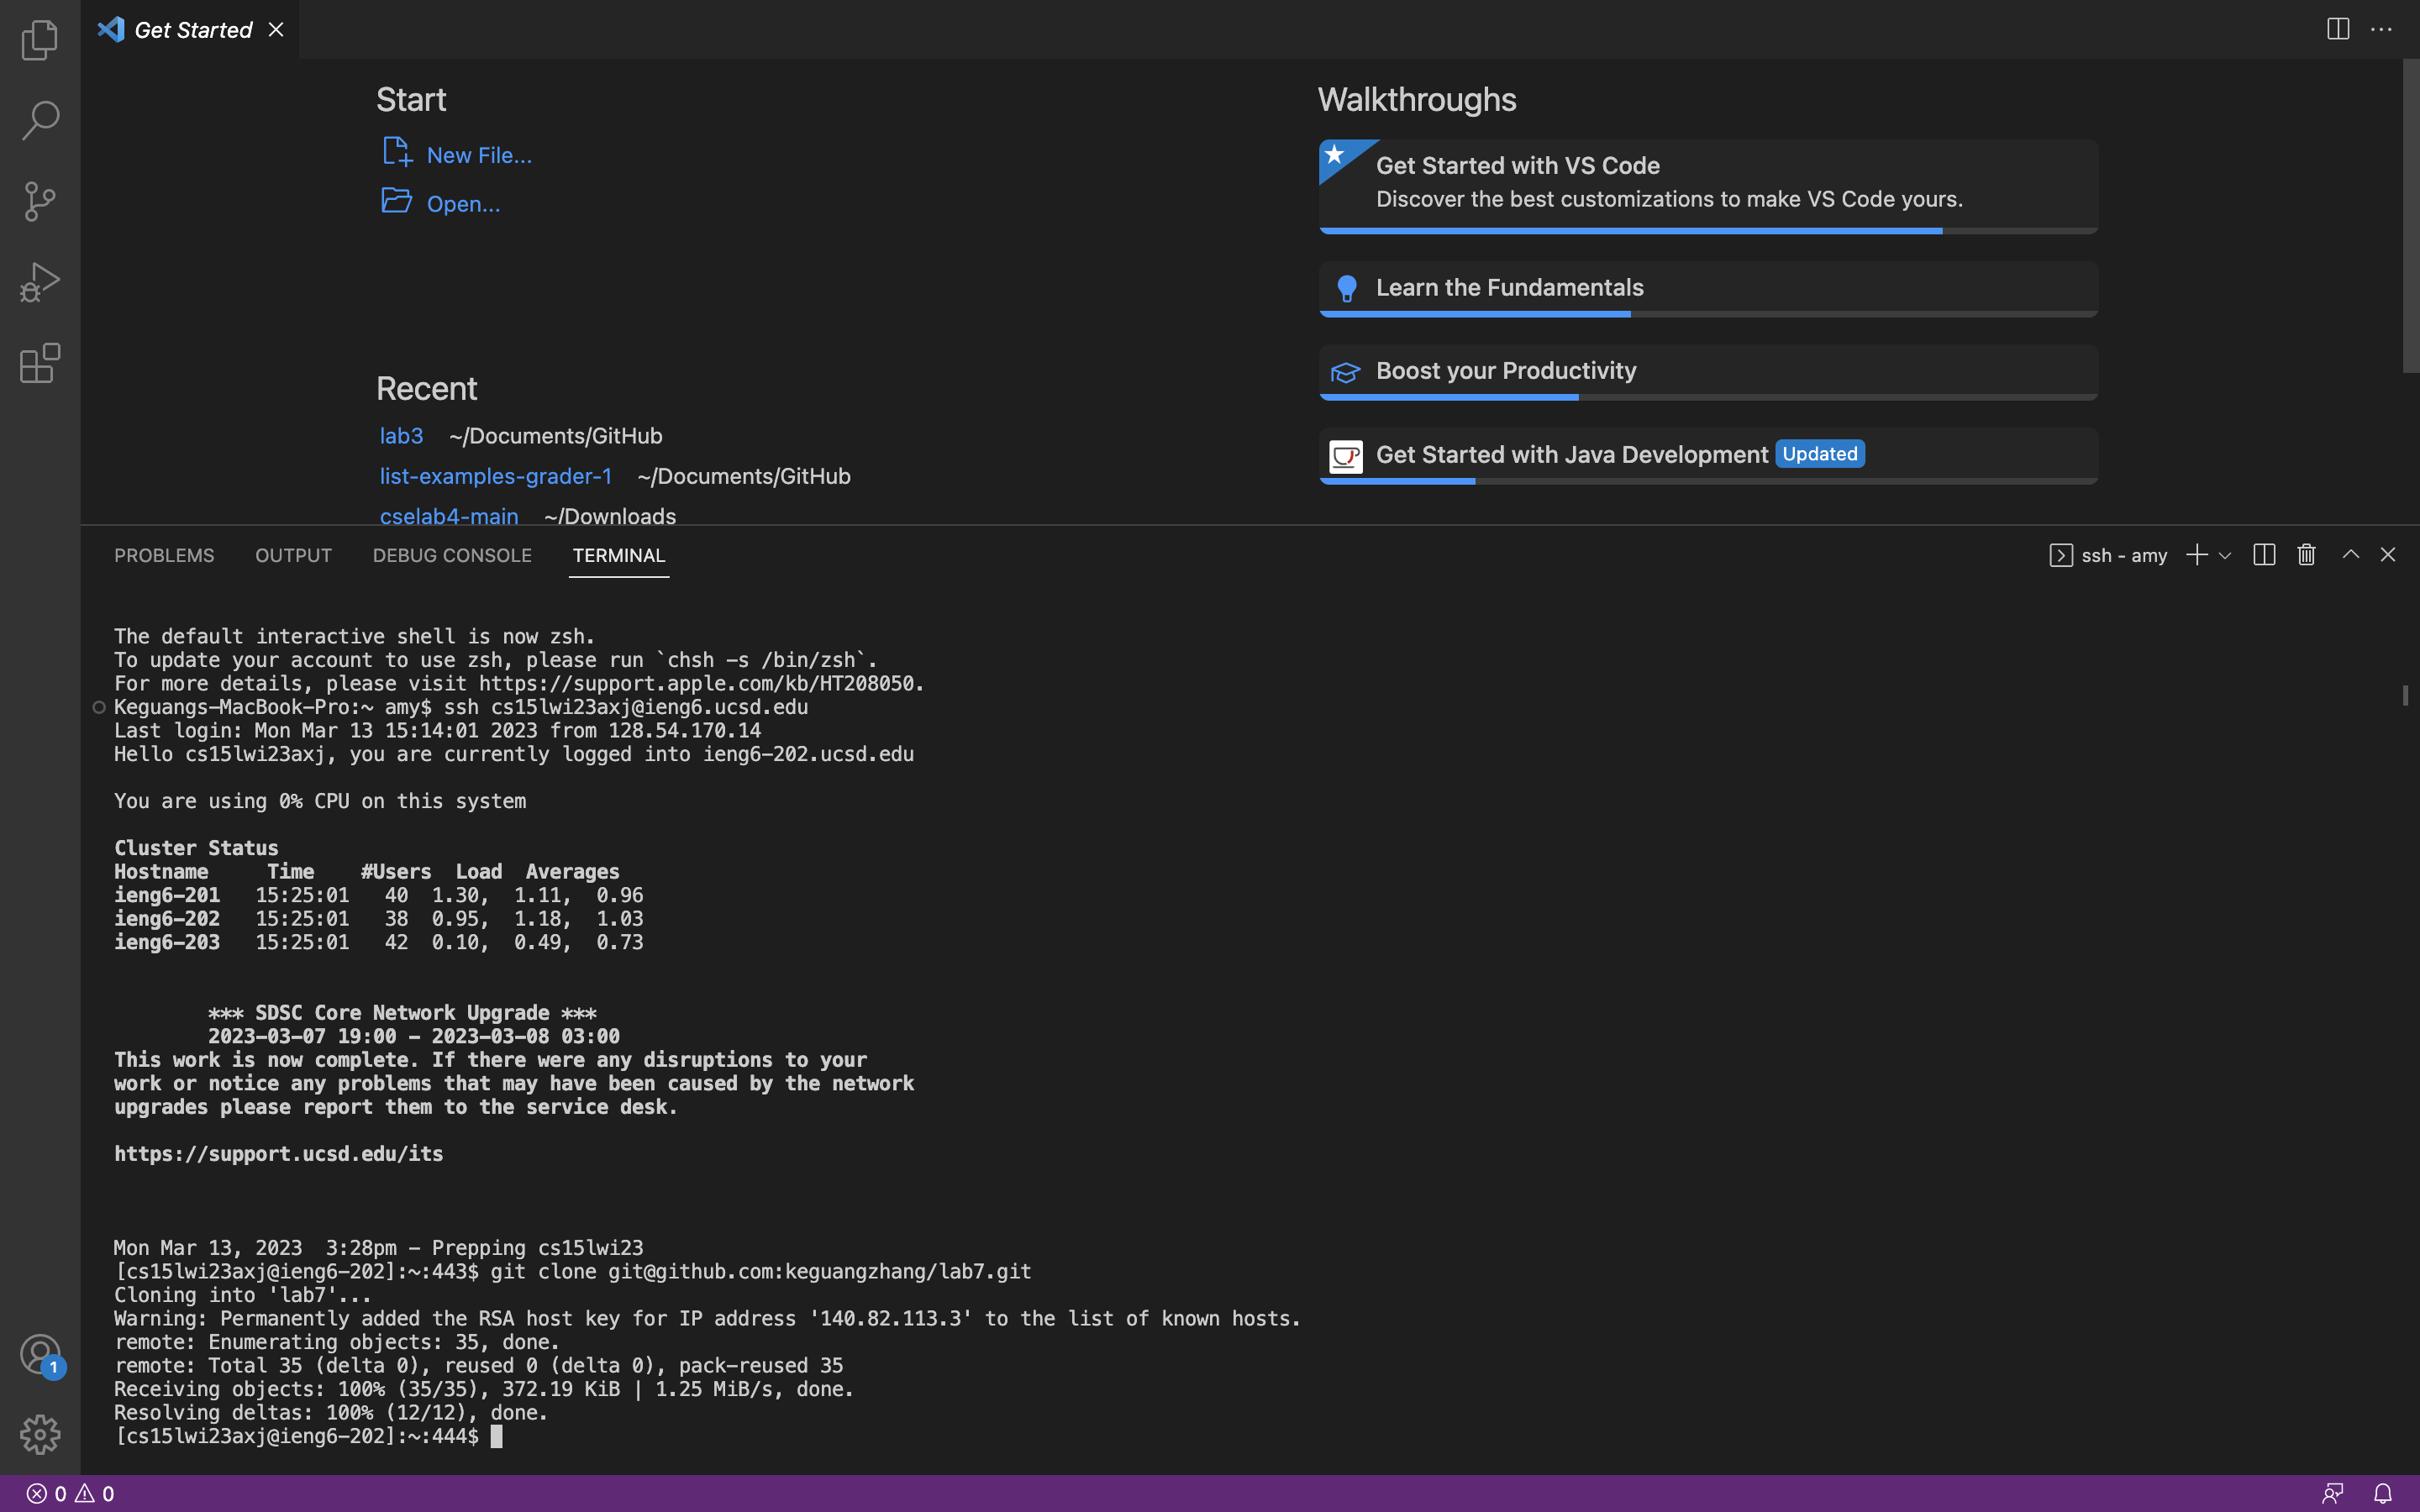 Get Started
Start
New File...
Open...
Recent
lab3 ~/Documents/GitHub
list-examples-grader-1 ~/Documents/GitHub
cselab4-main ~/Downloads
Walkthroughs
Get Started with VS Code
Discover the best customizations to make VS Code yours.
Learn the Fundamentals
Boost your Productivity
Get Started with Java Development Updated
PROBLEMS OUTPUT DEBUG CONSOLE TERMINAL
ssh - amy
The default interactive shell is now zsh.
To update your account to use zsh, please run `chsh -s /bin/zsh`.
For more details, please visit https://support.apple.com/kb/HT208050.
Keguangs-MacBook-Pro:~ amy$ ssh cs15lwi23axj@ieng6.ucsd.edu
Last login: Mon Mar 13 15:14:01 2023 from 128.54.170.14
Hello cs15lwi23axj, you are currently logged into ieng6-202.ucsd.edu
You are using 0% CPU on this system
Cluster Status
Hostname Time #Users Load Averages
ieng6-201 15:25:01 40 1.30, 1.11, 0.96
ieng6-202 15:25:01 38 0.95, 1.18, 1.03
ieng6-203 15:25:01 42 0.10, 0.49, 0.73
*** SDSC Core Network Upgrade ***
2023-03-07 19:00 - 2023-03-08 03:00
This work is now complete. If there were any disruptions to your
work or notice any problems that may have been caused by the network
upgrades please report them to the service desk.
https://support.ucsd.edu/its
Mon Mar 13, 2023 3:28pm - Prepping cs15lwi23
[cs15lwi23axj@ieng6-202]:~:443$ git clone git@github.com:keguangzhang/lab7.git
Cloning into 'lab7'...
Warning: Permanently added the RSA host key for IP address '140.82.113.3' to the list of known hosts.
remote: Enumerating objects: 35, done.
remote: Total 35 (delta 0), reused 0 (delta 0), pack-reused 35
Receiving objects: 100% (35/35), 372.19 KiB | 1.25 MiB/s, done.
Resolving deltas: 100% (12/12), done.
[cs15lwi23axj@ieng6-202]:~:444$
1
0 0